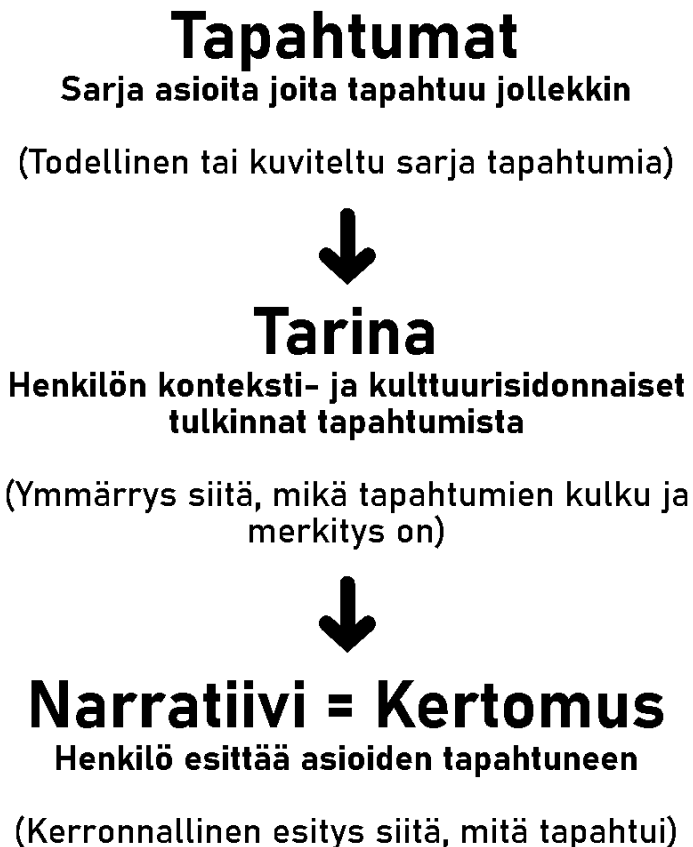 Tapahtumat
Sarja asioita joita tapahtuu jollekkin
(Todellinen tai kuviteltu sarja tapahtumia)
Tarina
Henkilön konteksti- ja kulttuurisidonnaiset
tulkinnat tapahtumista
(Ymmärrys siitä, mikä tapahtumien kulku ja
merkitys on)
Narratiivi = Kertomus
Henkilö esittää asioiden tapahtuneen
(Kerronnallinen esitys siitä, mitä tapahtui)